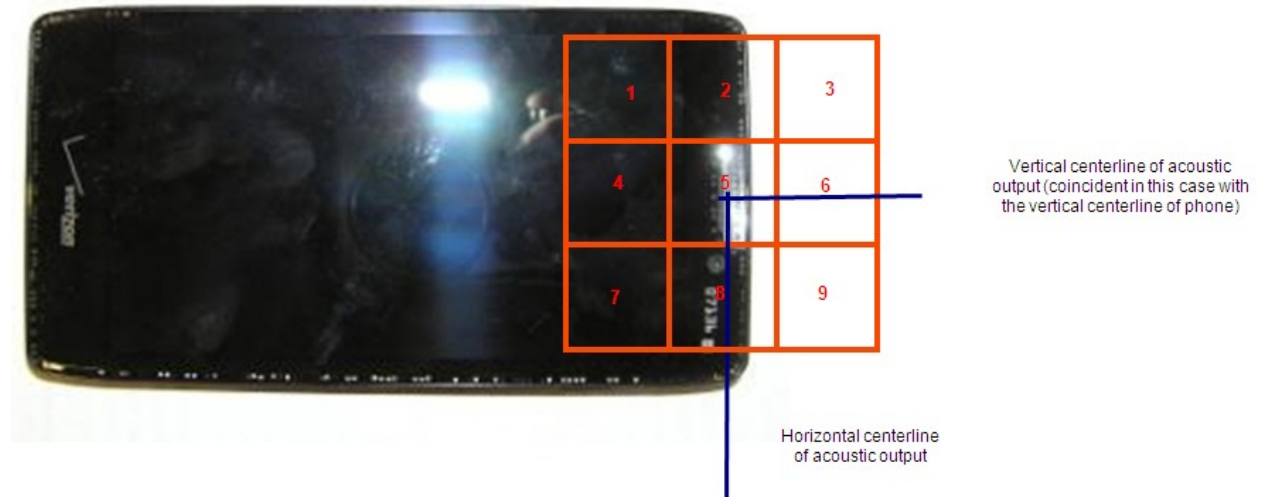 1
2
3
4
5
6
7
8
9
verizon
Vertical centerline of acoustic
output (coincident in this case with
the vertical centerline of phone)
Horizontal centerline
of acoustic output